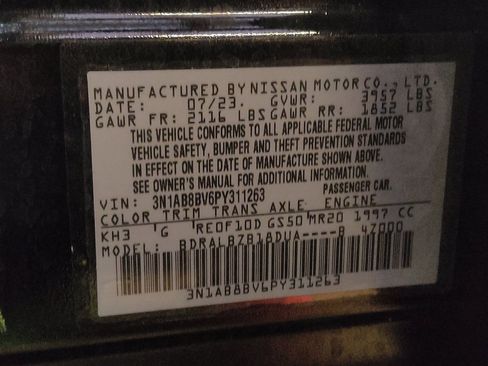 MANUFACTURED BY NISSAN MOTOR CO., LTD.
DATE: 07/23. GVWR: 3957 LBS
GAWR FR: 2116 LBS GAWR RR: 1852 LBS
THIS VEHICLE CONFORMS TO ALL APPLICABLE FEDERAL MOTOR
VEHICLE SAFETY, BUMPER AND THEFT PREVENTION STANDARDS
IN EFFECT ON THE DATE OF MANUFACTURE SHOWN ABOVE.
SEE OWNER'S MANUAL FOR ADDITIONAL INFORMATION.
VIN: 3N1AB8BV6PY311263 PASSENGER CAR.
COLOR TRIM TRANS AXLE ENGINE
KH3 G RE0F10D GS50 MR20 1997 CC
MODEL: BDRALBZB18DUA----B 4Z000
3N1AB8BV6PY311263